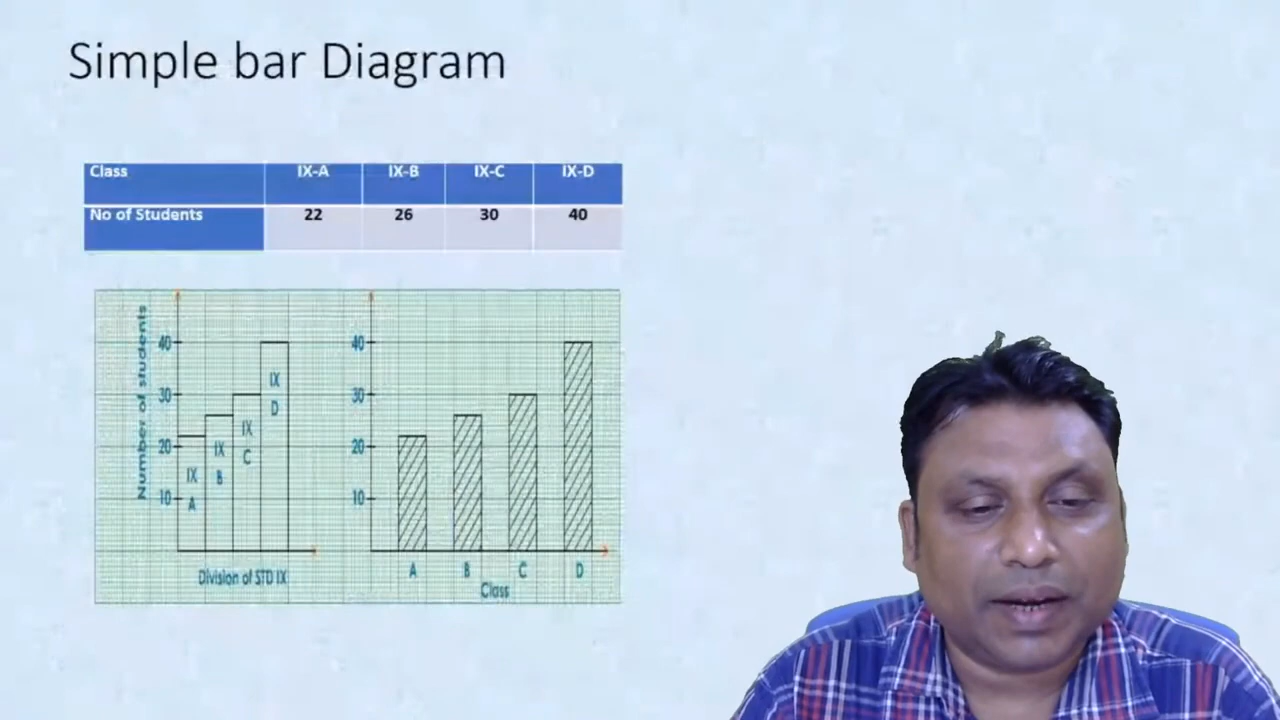 Simple bar Diagram
Class IX-A IX-B IX-C IX-D
No of Students 22 26 30 40
Number of students
40
30
20
10
IX A
IX B
IX C
IX D
Division of STD IX
40
30
20
10
A B C D
Class